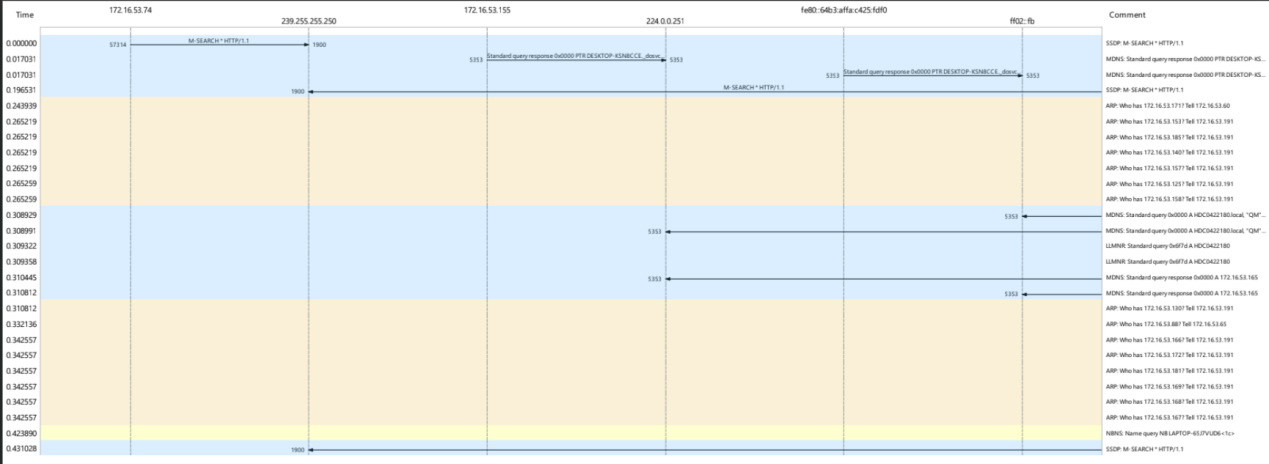 Time 172.16.53.74 239.255.255.250 172.16.53.155 224.0.0.251 fe80::64b3:affa:c425:fdf0 ff02::fb Comment
0.000000 57314 M-SEARCH * HTTP/1.1 1900 SSDP: M-SEARCH * HTTP/1.1
0.017031 5353 Standard query response 0x0000 PTR DESKTOP-KSN8CCE._dosvc... 5353 MDNS: Standard query response 0x0000 PTR DESKTOP-KS...
0.017031 5353 Standard query response 0x0000 PTR DESKTOP-KSN8CCE._dosvc... 5353 MDNS: Standard query response 0x0000 PTR DESKTOP-KS...
0.196531 1900 M-SEARCH * HTTP/1.1 SSDP: M-SEARCH * HTTP/1.1
0.243939 ARP: Who has 172.16.53.171? Tell 172.16.53.60
0.265219 ARP: Who has 172.16.53.153? Tell 172.16.53.191
0.265219 ARP: Who has 172.16.53.185? Tell 172.16.53.191
0.265219 ARP: Who has 172.16.53.140? Tell 172.16.53.191
0.265219 ARP: Who has 172.16.53.157? Tell 172.16.53.191
0.265259 ARP: Who has 172.16.53.125? Tell 172.16.53.191
0.265259 ARP: Who has 172.16.53.158? Tell 172.16.53.191
0.308929 5353 MDNS: Standard query 0x0000 A HDC0422180.local, "QM"...
0.308991 5353 MDNS: Standard query 0x0000 A HDC0422180.local, "QM"...
0.309322 LLMNR: Standard query 0x6f7d A HDC0422180
0.309358 LLMNR: Standard query 0x6f7d A HDC0422180
0.310445 5353 MDNS: Standard query response 0x0000 A 172.16.53.165
0.310812 5353 MDNS: Standard query response 0x0000 A 172.16.53.165
0.310812 ARP: Who has 172.16.53.130? Tell 172.16.53.191
0.332136 ARP: Who has 172.16.53.88? Tell 172.16.53.65
0.342557 ARP: Who has 172.16.53.166? Tell 172.16.53.191
0.342557 ARP: Who has 172.16.53.172? Tell 172.16.53.191
0.342557 ARP: Who has 172.16.53.181? Tell 172.16.53.191
0.342557 ARP: Who has 172.16.53.169? Tell 172.16.53.191
0.342557 ARP: Who has 172.16.53.168? Tell 172.16.53.191
0.342557 ARP: Who has 172.16.53.167? Tell 172.16.53.191
0.423890 NBNS: Name query NB LAPTOP-65J7VUD6<1c>
0.431028 1900 SSDP: M-SEARCH * HTTP/1.1